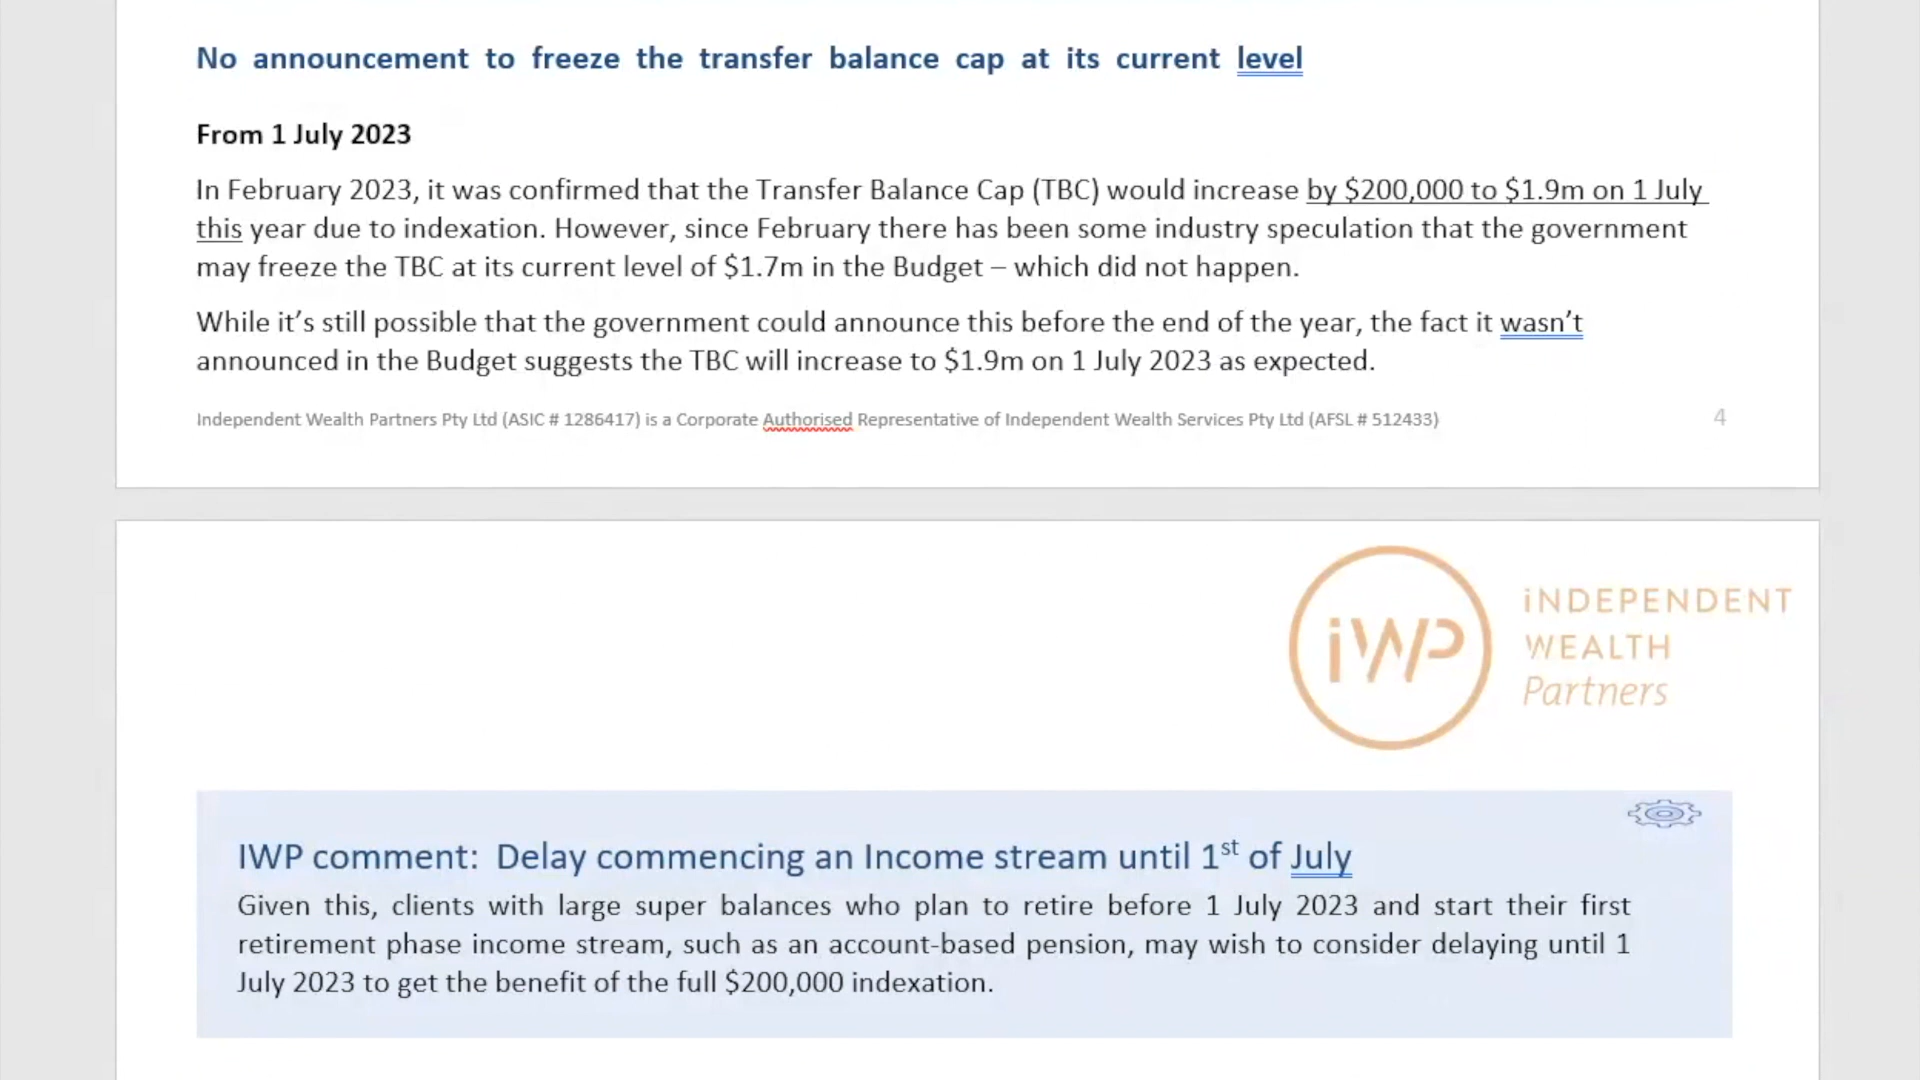 No announcement to freeze the transfer balance cap at its current level
From 1 July 2023
In February 2023, it was confirmed that the Transfer Balance Cap (TBC) would increase by $200,000 to $1.9m on 1 July
this year due to indexation. However, since February there has been some industry speculation that the government
may freeze the TBC at its current level of $1.7m in the Budget – which did not happen.
While it’s still possible that the government could announce this before the end of the year, the fact it wasn’t
announced in the Budget suggests the TBC will increase to $1.9m on 1 July 2023 as expected.
Independent Wealth Partners Pty Ltd (ASIC # 1286417) is a Corporate Authorised Representative of Independent Wealth Services Pty Ltd (AFSL # 512433) 4
iWP
iNDEPENDENT
WEALTH
Partners
IWP comment: Delay commencing an Income stream until 1st of July
Given this, clients with large super balances who plan to retire before 1 July 2023 and start their first
retirement phase income stream, such as an account-based pension, may wish to consider delaying until 1
July 2023 to get the benefit of the full $200,000 indexation.